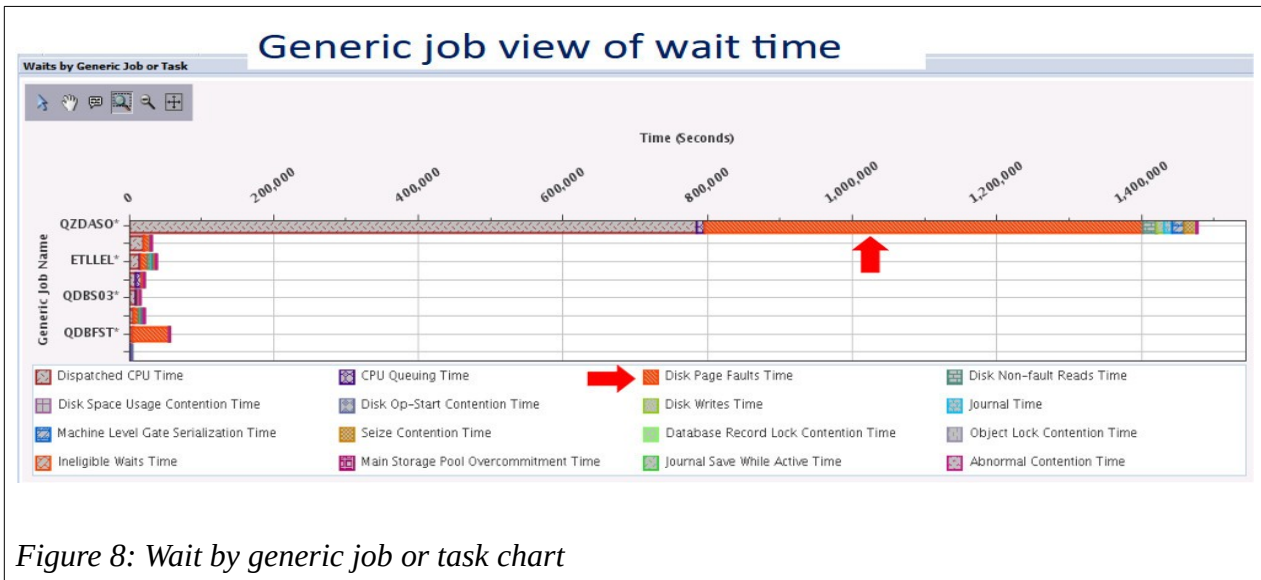 Generic job view of wait time
Waits by Generic Job or Task
Time (Seconds)
0 200,000 400,000 600,000 800,000 1,000,000 1,200,000 1,400,000
Generic Job Name
QZDASO*
ETLLEL*
QDBS03*
QDBFST*
Dispatched CPU Time CPU Queuing Time Disk Page Faults Time Disk Non-fault Reads Time
Disk Space Usage Contention Time Disk Op-Start Contention Time Disk Writes Time Journal Time
Machine Level Gate Serialization Time Seize Contention Time Database Record Lock Contention Time Object Lock Contention Time
Ineligible Waits Time Main Storage Pool Overcommitment Time Journal Save While Active Time Abnormal Contention Time
Figure 8: Wait by generic job or task chart